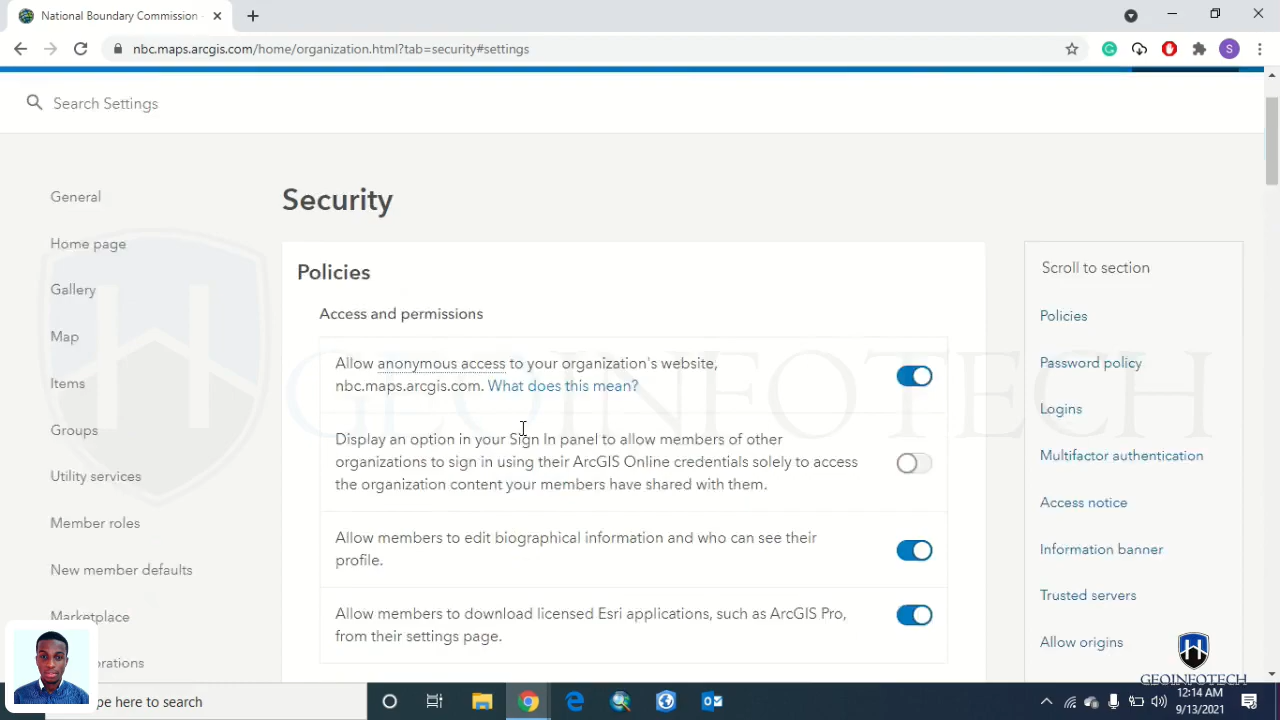 National Boundary Commission
nbc.maps.arcgis.com/home/organization.html?tab=security#settings
S
Search Settings
General
Home page
Gallery
Map
Items
Groups
Utility services
Member roles
New member defaults
Marketplace
Security
Policies
Access and permissions
Allow anonymous access to your organization's website,
nbc.maps.arcgis.com. What does this mean?
Display an option in your Sign In panel to allow members of other
organizations to sign in using their ArcGIS Online credentials solely to access
the organization content your members have shared with them.
Allow members to edit biographical information and who can see their
profile.
Allow members to download licensed Esri applications, such as ArcGIS Pro,
from their settings page.
Scroll to section
Policies
Password policy
Logins
Multifactor authentication
Access notice
Information banner
Trusted servers
Allow origins
GEOINFOTECH
GEOINFOTECH
here to search
12:14 AM
9/13/2021